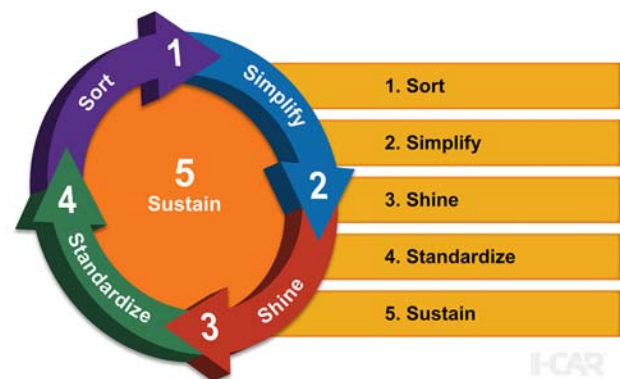 1
Sort
Simplify
2
Shine
3
Standardize
4
5
Sustain
1. Sort
2. Simplify
3. Shine
4. Standardize
5. Sustain
I-CAR